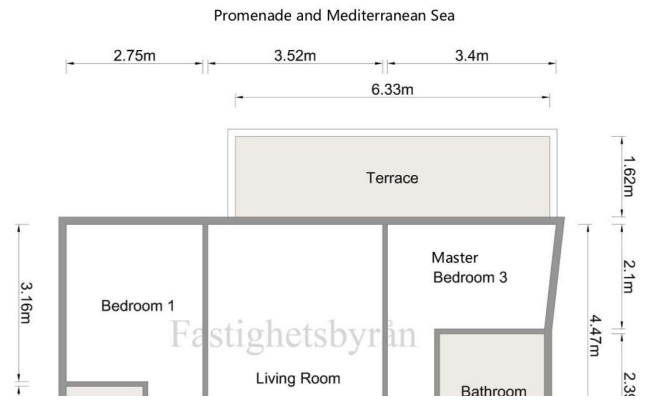 Promenade and Mediterranean Sea
2.75m
3.52m
3.4m
6.33m
Terrace
1.62m
Master
Bedroom 3
2.1m
3.16m
Bedroom 1
4.47m
Fastighetsbyrån
Living Room
Bathroom